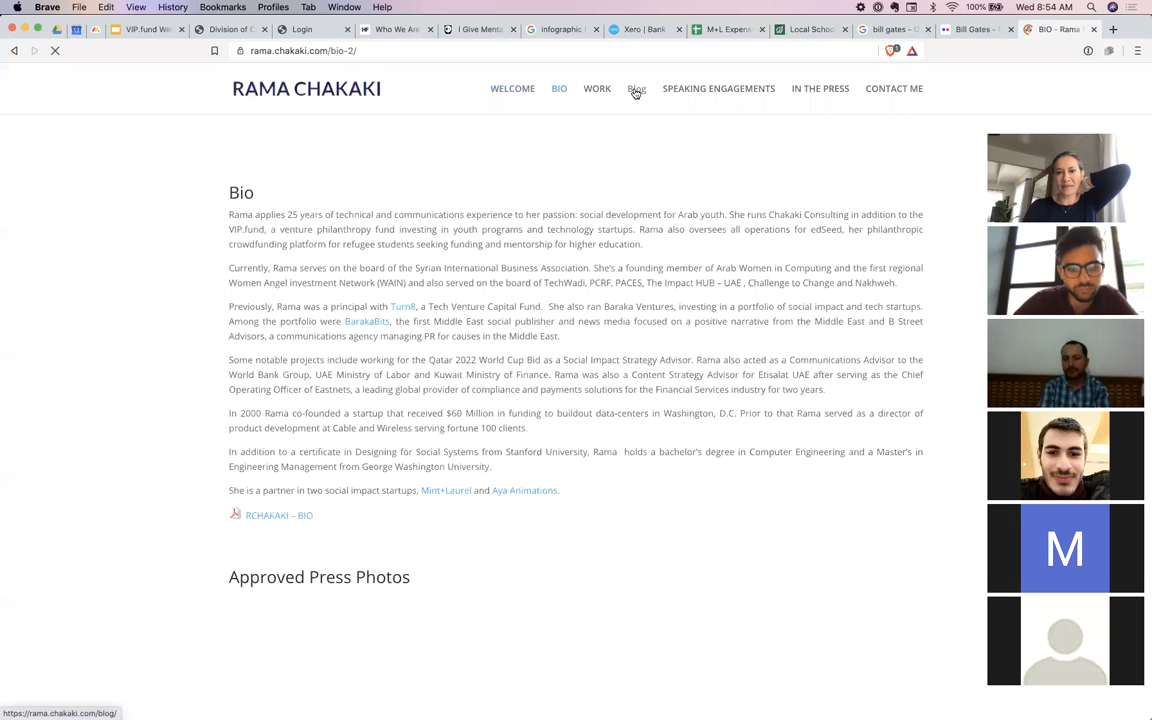 Brave File Edit View History Bookmarks Profiles Tab Window Help 100% Wed 8:54 AM
VIP.fund We Division of C Login HF Who We Are I Give Menta infographic Xero | Bank M+L Expens Local Schoo bill gates - G Bill Gates - BIO - Rama
rama.chakaki.com/bio-2/
RAMA CHAKAKI WELCOME BIO WORK Blog SPEAKING ENGAGEMENTS IN THE PRESS CONTACT ME
Bio
Rama applies 25 years of technical and communications experience to her passion: social development for Arab youth. She runs Chakaki Consulting in addition to the
VIP.fund, a venture philanthropy fund investing in youth programs and technology startups. Rama also oversees all operations for edSeed, her philanthropic
crowdfunding platform for refugee students seeking funding and mentorship for higher education.
Currently, Rama serves on the board of the Syrian International Business Association. She's a founding member of Arab Women in Computing and the first regional
Women Angel investment Network (WAIN) and also served on the board of TechWadi, PCRF, PACES, The Impact HUB – UAE , Challenge to Change and Nakhweh.
Previously, Rama was a principal with Turn8, a Tech Venture Capital Fund. She also ran Baraka Ventures, investing in a portfolio of social impact and tech startups.
Among the portfolio were BarakaBits, the first Middle East social publisher and news media focused on a positive narrative from the Middle East and B Street
Advisors, a communications agency managing PR for causes in the Middle East.
Some notable projects include working for the Qatar 2022 World Cup Bid as a Social Impact Strategy Advisor. Rama also acted as a Communications Advisor to the
World Bank Group, UAE Ministry of Labor and Kuwait Ministry of Finance. Rama was also a Content Strategy Advisor for Etisalat UAE after serving as the Chief
Operating Officer of Eastnets, a leading global provider of compliance and payments solutions for the Financial Services industry for two years.
In 2000 Rama co-founded a startup that received $60 Million in funding to buildout data-centers in Washington, D.C. Prior to that Rama served as a director of
product development at Cable and Wireless serving fortune 100 clients.
In addition to a certificate in Designing for Social Systems from Stanford University, Rama holds a bachelor's degree in Computer Engineering and a Master's in
Engineering Management from George Washington University.
She is a partner in two social impact startups, Mint+Laurel and Aya Animations.
RCHAKAKI – BIO
Approved Press Photos
M
https://rama.chakaki.com/blog/